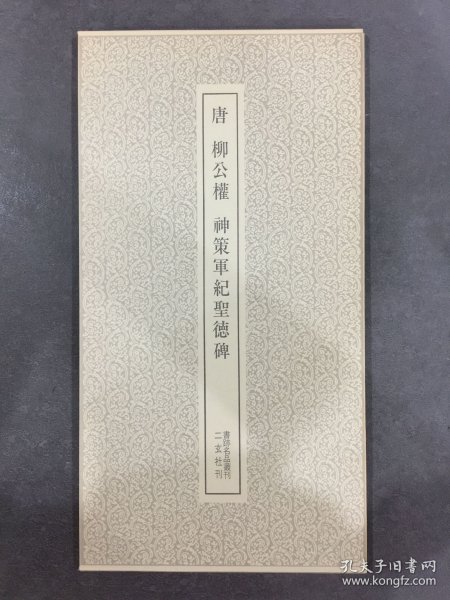 唐 柳公權 神策軍紀聖德碑
書跡名品叢刊
二玄社刊
孔夫子旧书网
www.kongfz.com